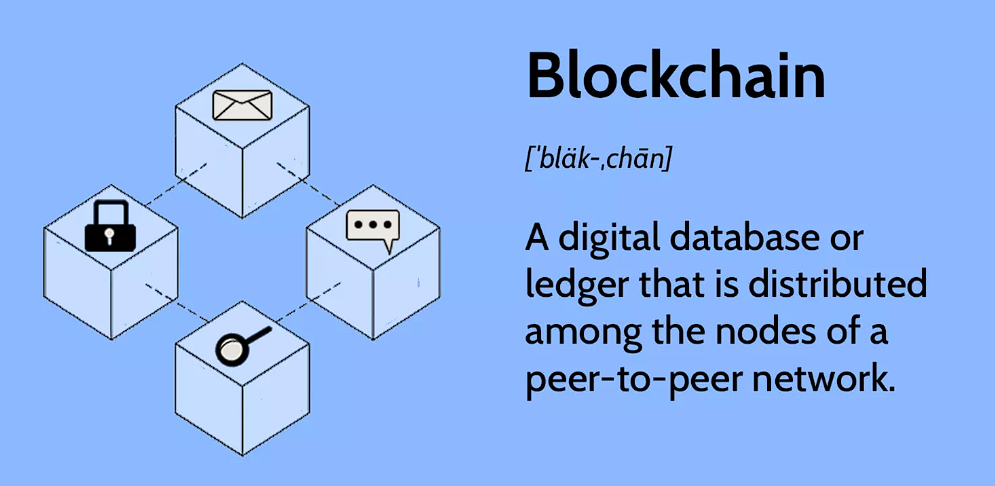 Blockchain
[ˈbläk-ˌchān]
A digital database or
ledger that is distributed
among the nodes of a
peer-to-peer network.